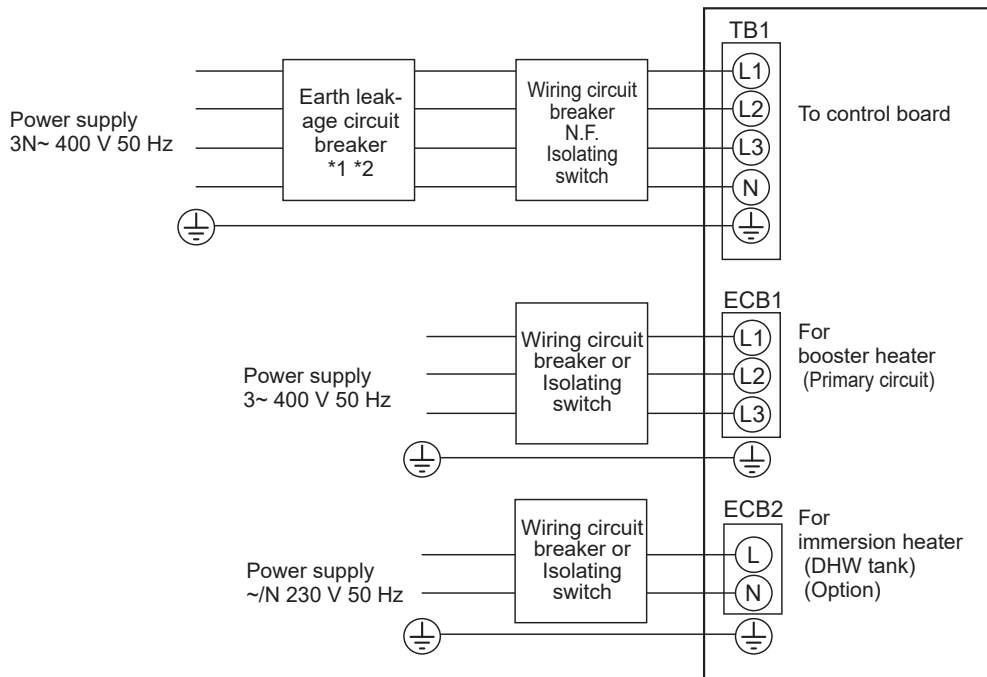 TB1
Power supply
3N~ 400 V 50 Hz
Earth leak-
age circuit
breaker
*1 *2
Wiring circuit
breaker
N.F.
Isolating
switch
L1
L2
L3
N
To control board
ECB1
Power supply
3~ 400 V 50 Hz
Wiring circuit
breaker or
Isolating
switch
L1
L2
L3
For
booster heater
(Primary circuit)
ECB2
Power supply
~/N 230 V 50 Hz
Wiring circuit
breaker or
Isolating
switch
L
N
For
immersion heater
(DHW tank)
(Option)